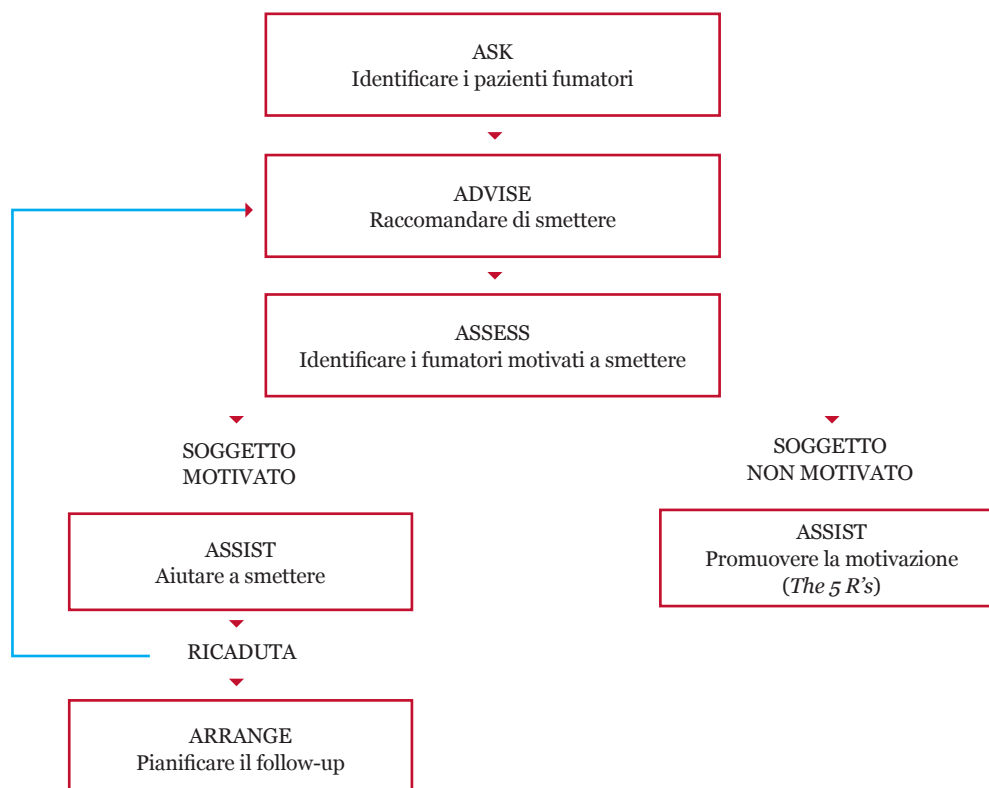 ASK
Identificare i pazienti fumatori
ADVISE
Raccomandare di smettere
ASSESS
Identificare i fumatori motivati a smettere
SOGGETTO
MOTIVATO
SOGGETTO
NON MOTIVATO
ASSIST
Aiutare a smettere
ASSIST
Promuovere la motivazione
(The 5 R’s)
RICADUTA
ARRANGE
Pianificare il follow-up